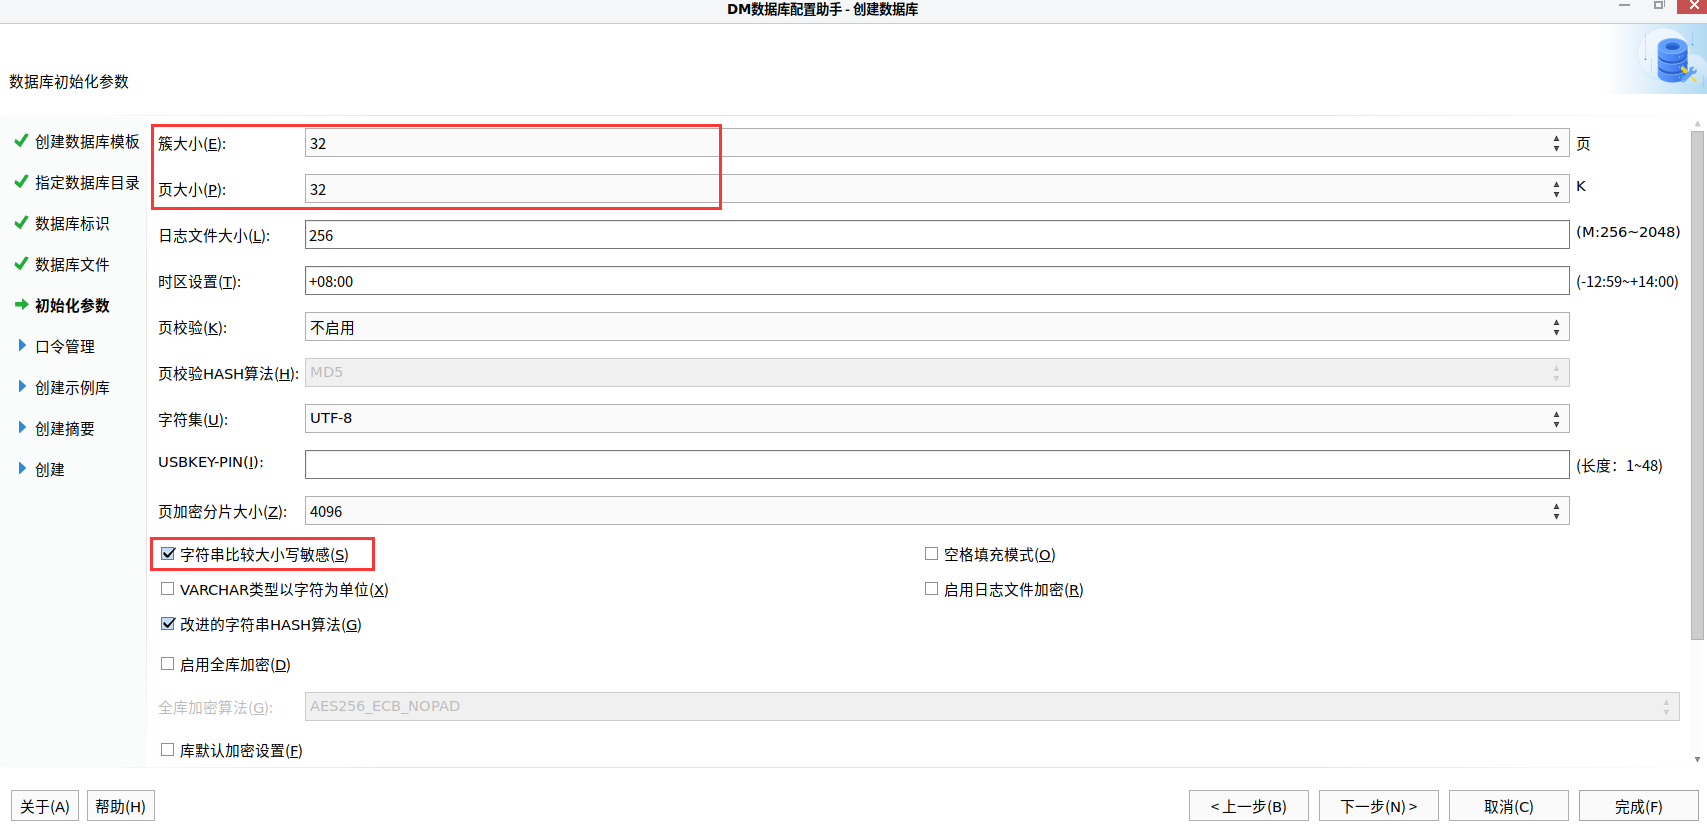 DM数据库配置助手 - 创建数据库
数据库初始化参数
创建数据库模板
指定数据库目录
数据库标识
数据库文件
初始化参数
口令管理
创建示例库
创建摘要
创建
簇大小(E): 32 页
页大小(P): 32 K
日志文件大小(L): 256 (M:256~2048)
时区设置(T): +08:00 (-12:59~+14:00)
页校验(K): 不启用
页校验HASH算法(H): MD5
字符集(U): UTF-8
USBKEY-PIN(I): (长度：1~48)
页加密分片大小(Z): 4096
字符串比较大小写敏感(S) 空格填充模式(O)
VARCHAR类型以字符为单位(X) 启用日志文件加密(R)
改进的字符串HASH算法(G)
启用全库加密(D)
全库加密算法(G): AES256_ECB_NOPAD
库默认加密设置(F)
关于(A) 帮助(H) <上一步(B) 下一步(N)> 取消(C) 完成(F)